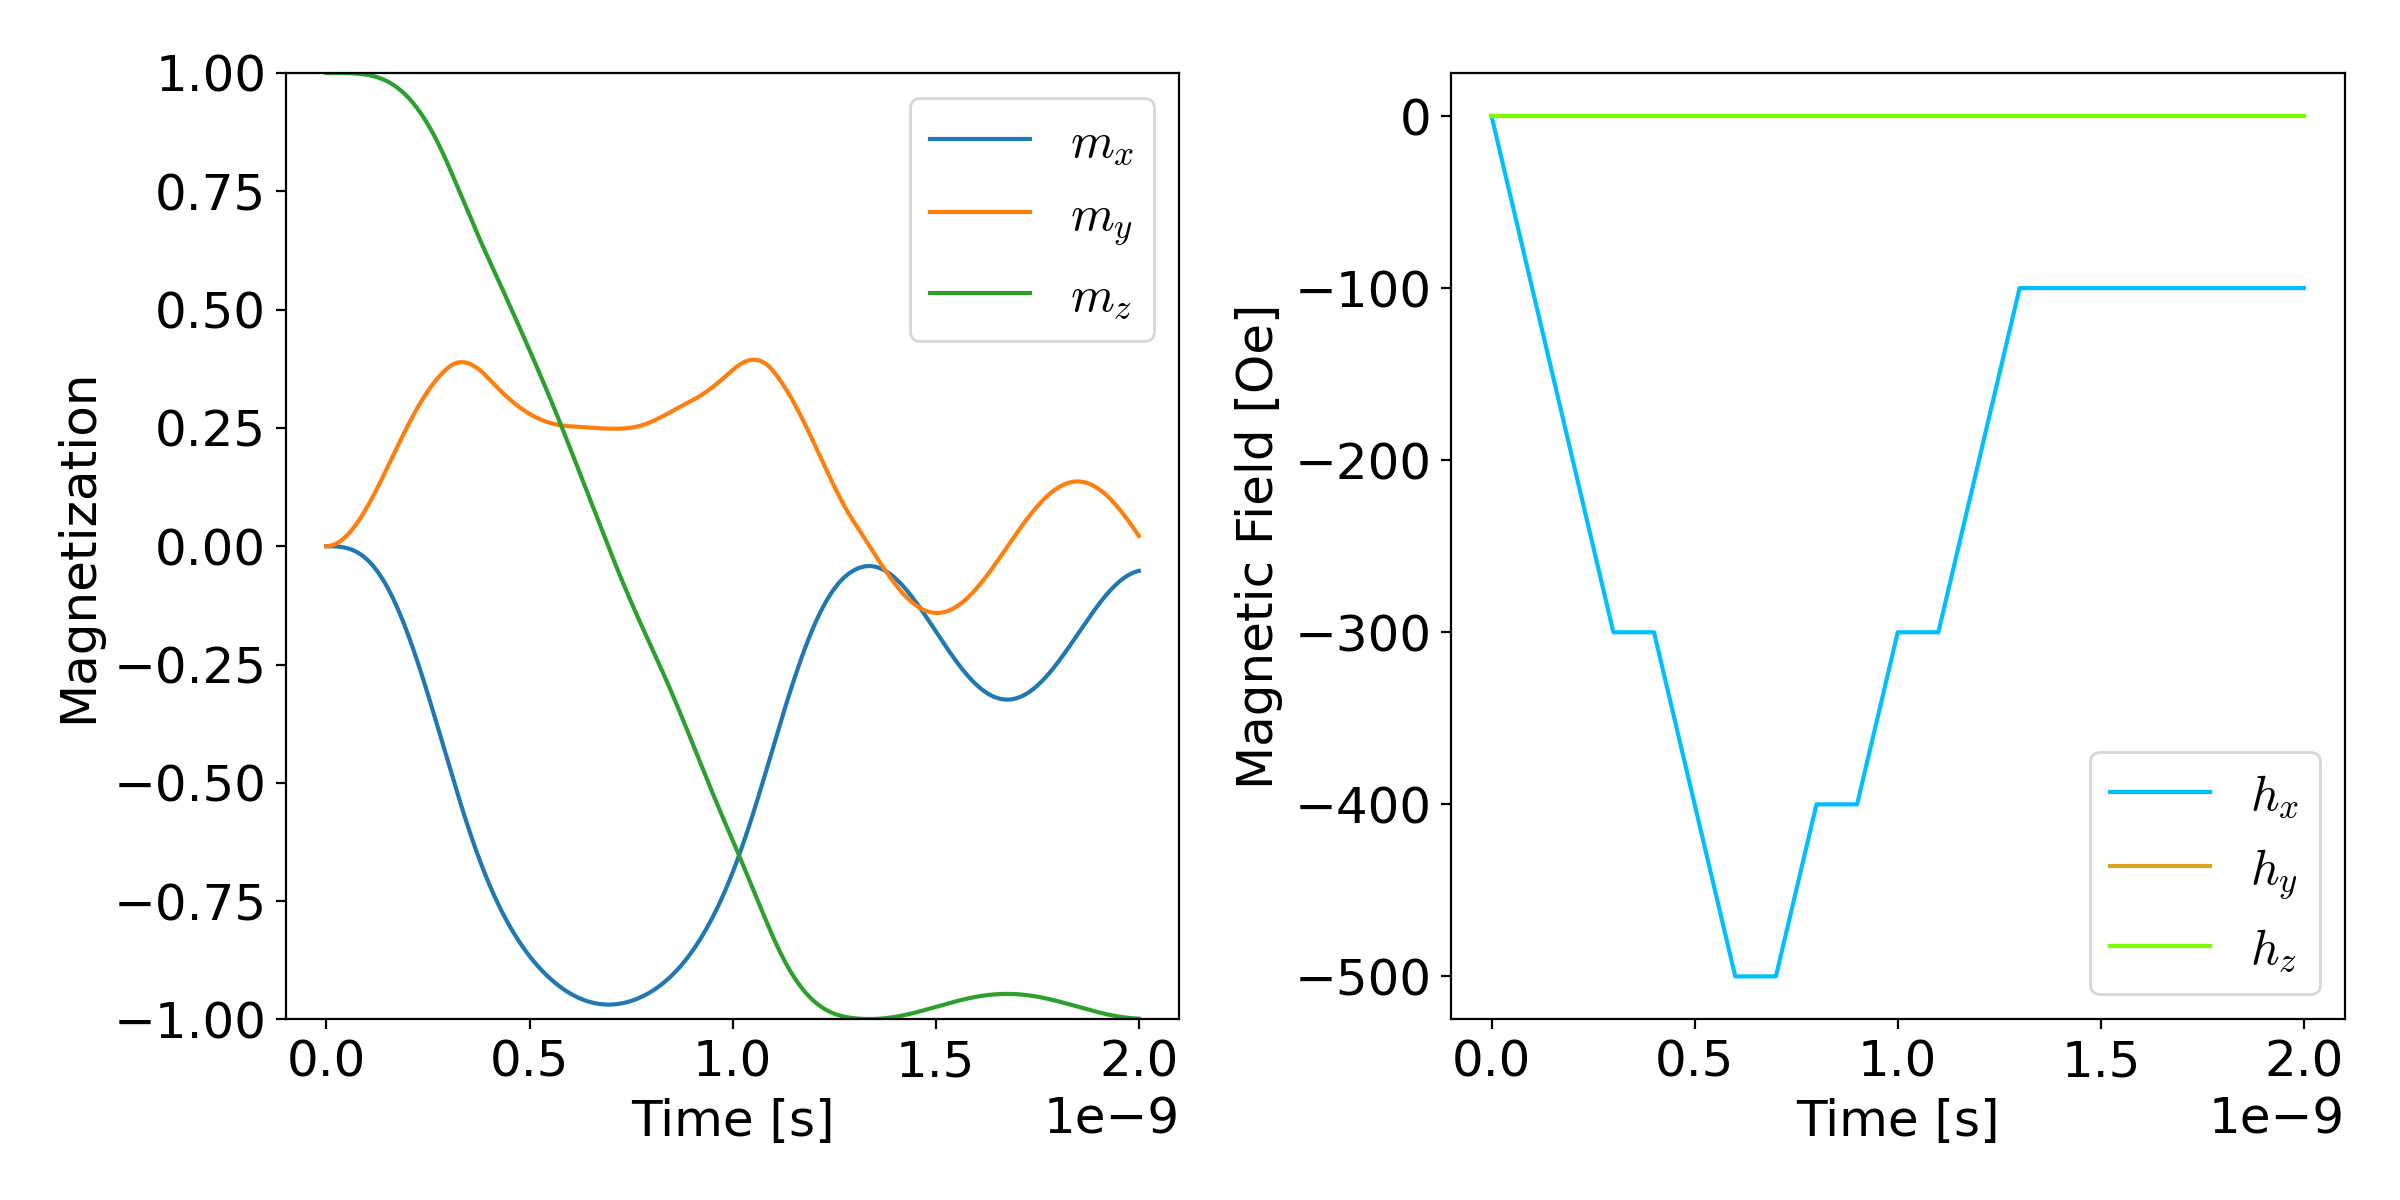 Magnetization
1.00
0.75
0.50
0.25
0.00
−0.25
−0.50
−0.75
−1.00
m_x
m_y
m_z
0.0 0.5 1.0 1.5 2.0
Time [s]
1e−9
Magnetic Field [Oe]
0
−100
−200
−300
−400
−500
h_x
h_y
h_z
0.0 0.5 1.0 1.5 2.0
Time [s]
1e−9